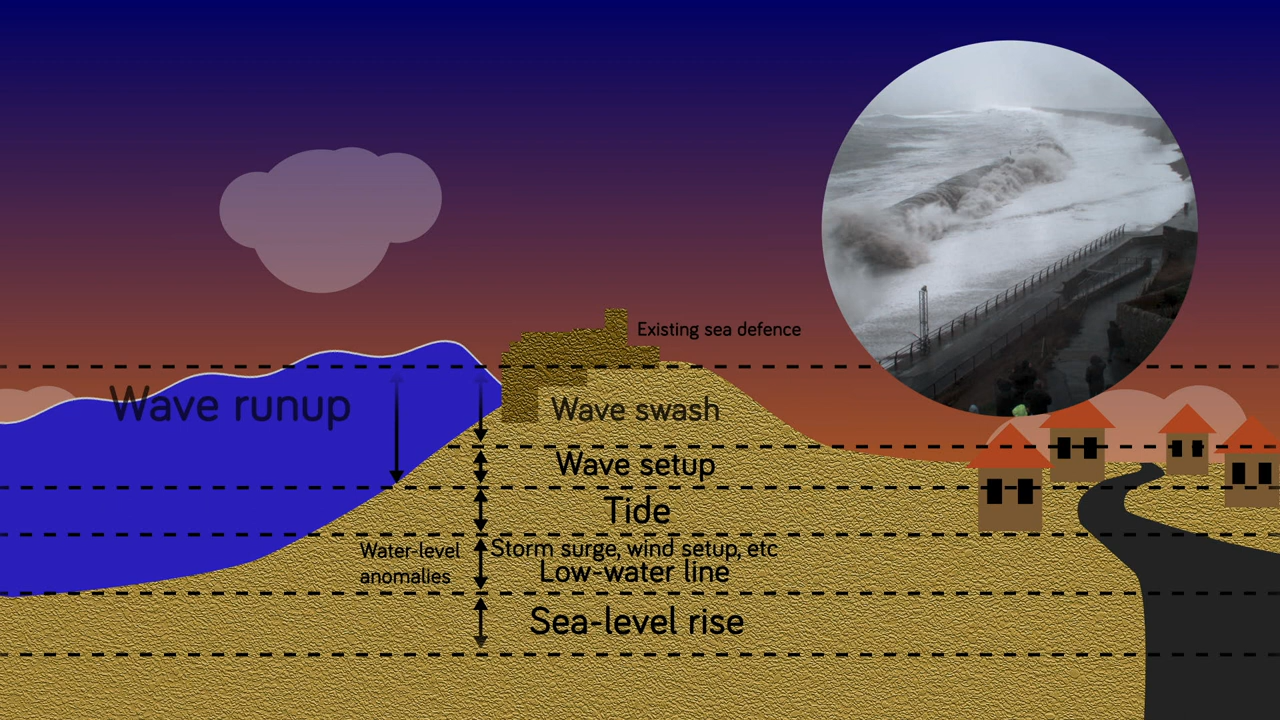 Existing sea defence
Wave runup
Wave swash
Wave setup
Tide
Water-level
anomalies
Storm surge, wind setup, etc
Low-water line
Sea-level rise